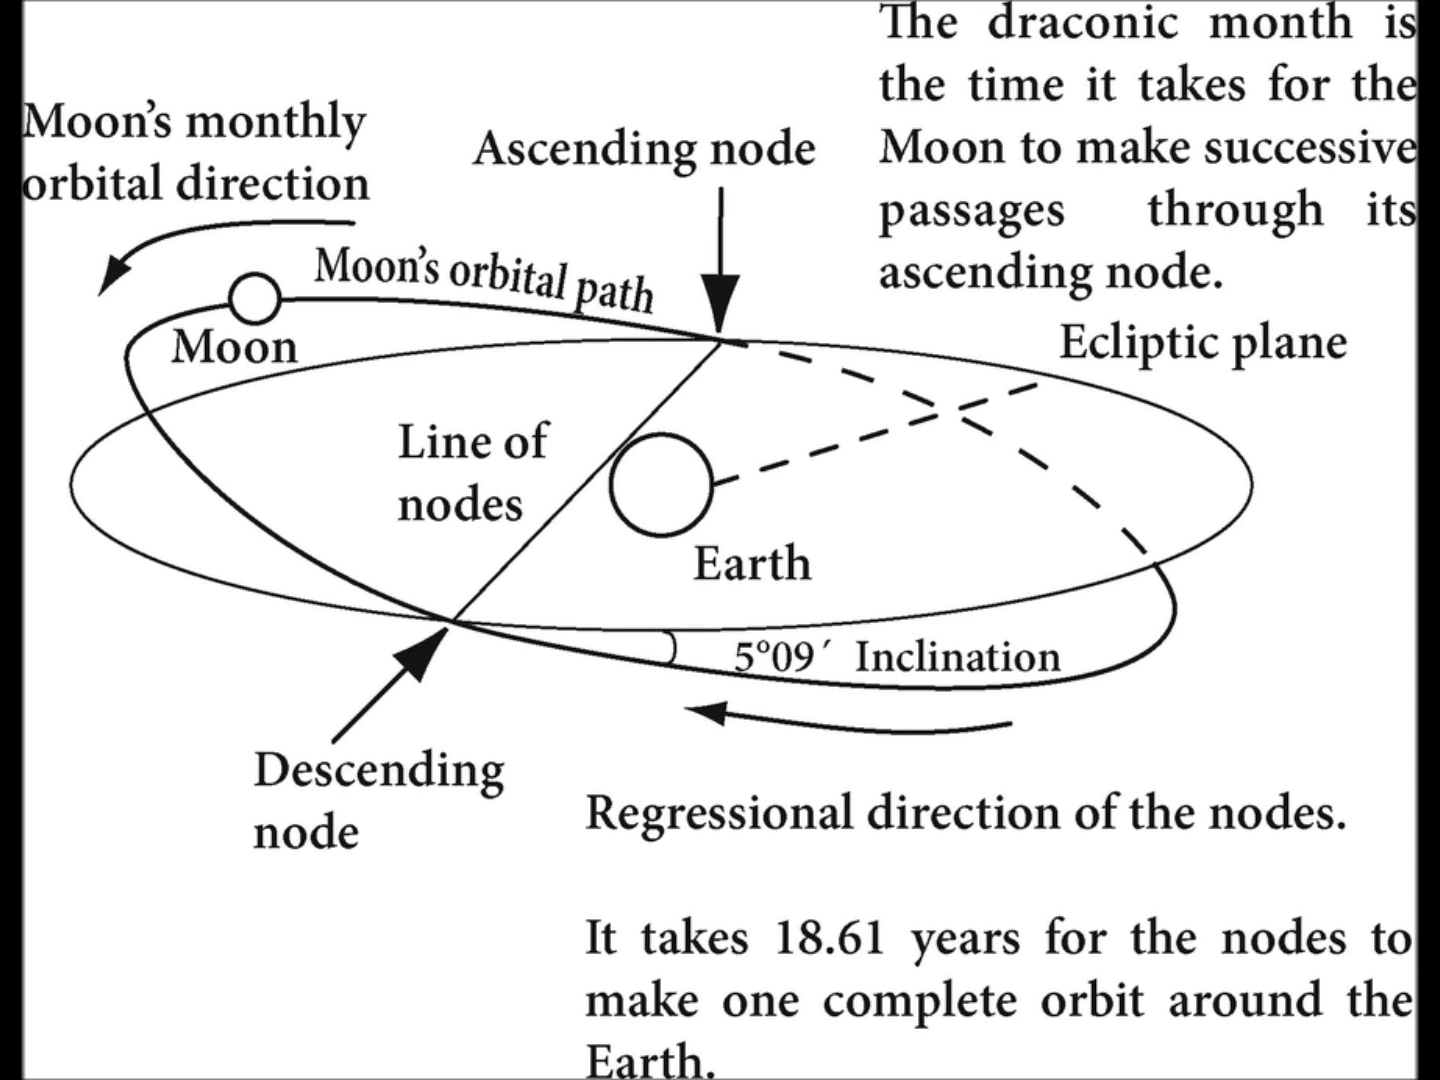 The draconic month is
the time it takes for the
Moon to make successive
passages through its
ascending node.
Moon's monthly
orbital direction
Ascending node
Moon's orbital path
Moon
Ecliptic plane
Line of
nodes
Earth
5°09´ Inclination
Descending
node
Regressional direction of the nodes.
It takes 18.61 years for the nodes to
make one complete orbit around the
Earth.